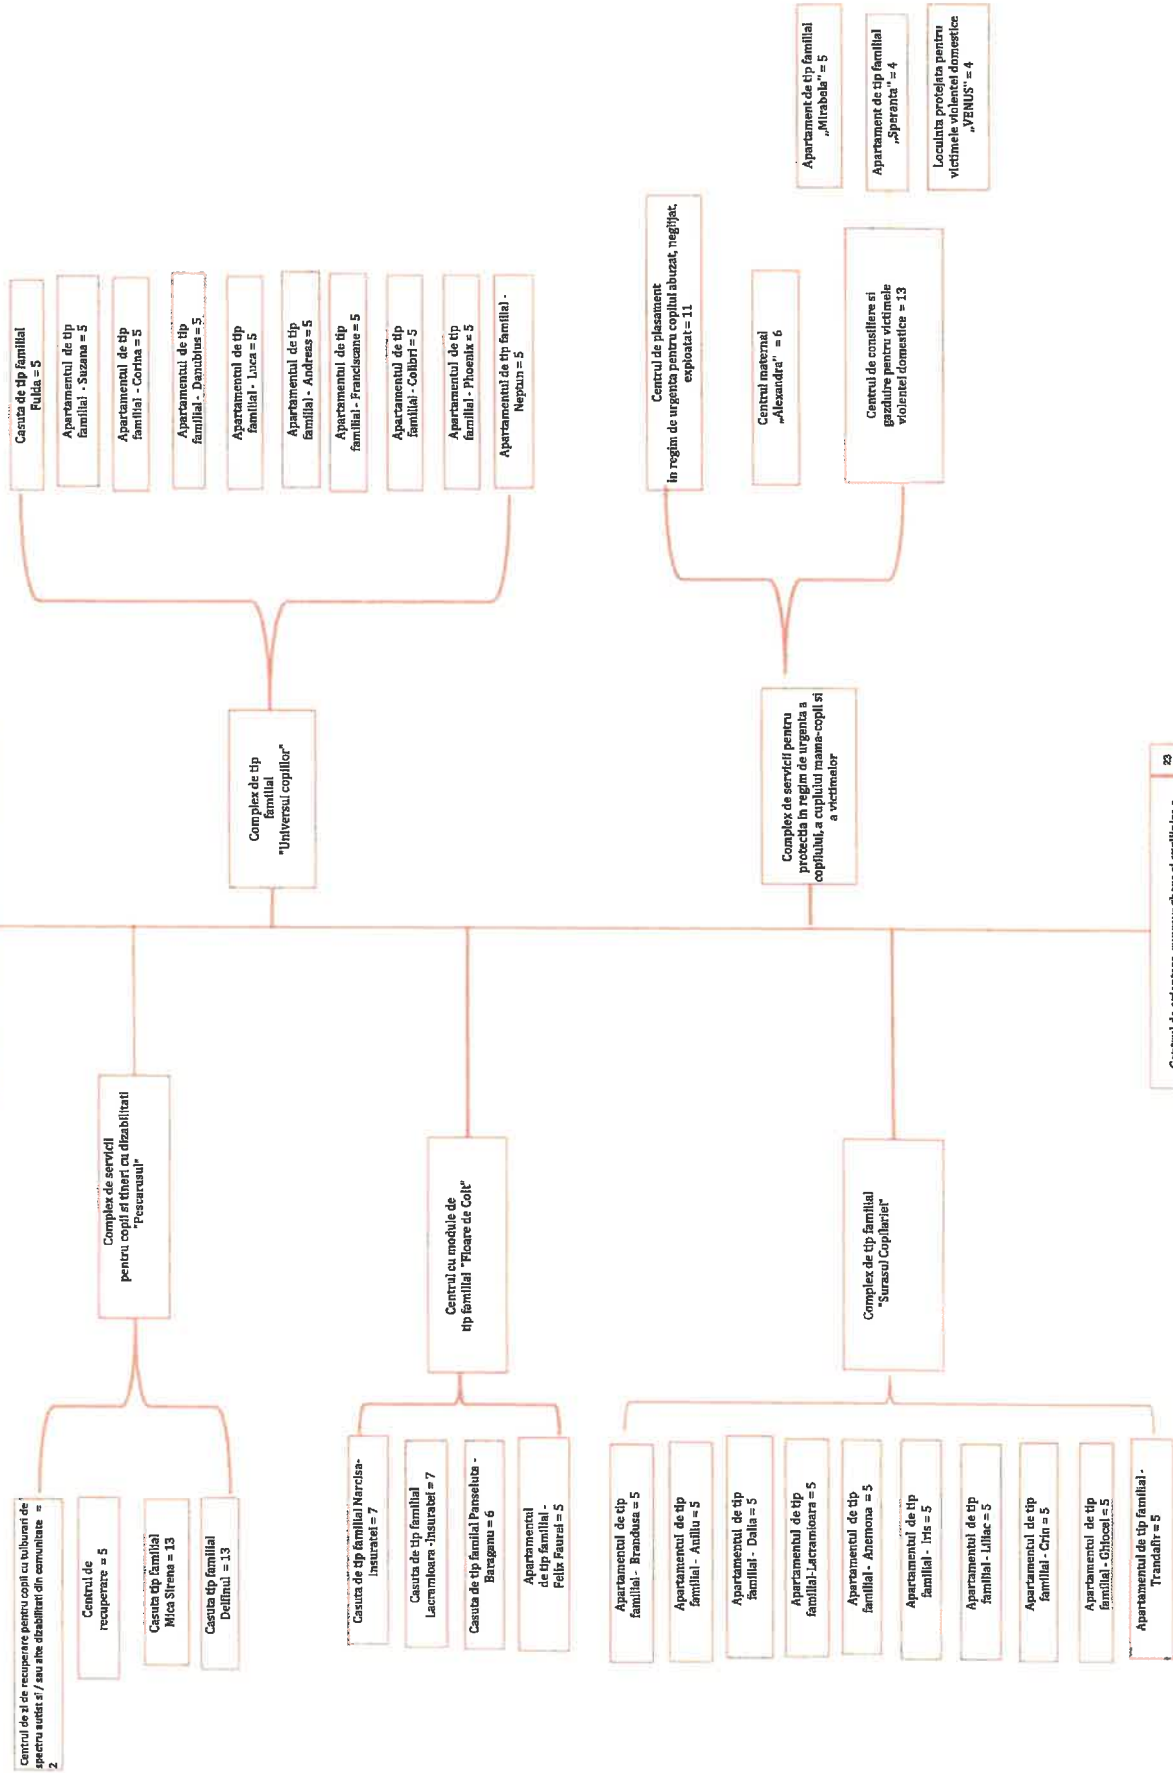 Casuta de tip familial
Fulda = 5
Apartamentul de tip
familial - Suzana = 5
Apartamentul de tip
familial - Corina = 5
Apartamentul de tip
familial - Danubius = 5
Apartamentul de tip
familial - Luca = 5
Apartamentul de tip
familial - Andreas = 5
Apartamentul de tip
familial - Franciscane = 5
Apartamentul de tip
familial - Colibri = 5
Apartamentul de tip
familial - Phoenix = 5
Apartamentul de tip familial -
Neptun = 5
Complex de tip
familial
"Universul copiilor"
Centrul de plasament
in regim de urgenta pentru copilul abuzat, neglijat,
exploatat = 11
Centrul maternal
„Alexandra" = 6
Centrul de consiliere si
gazduire pentru victimele
violentei domestice = 13
Apartament de tip familial
„Mirabela" = 5
Apartament de tip familial
„Speranta" = 4
Locuinta protejata pentru
victimele violentei domestice
„VENUS" = 4
Complex de servicii pentru
protectia in regim de urgenta a
copilului, a cuplului mama-copil si
a victimelor
Complex de servicii
pentru copii si tineri cu dizabilitati
"Pescarusul"
Centrul de zi de recuperare pentru copii cu tulburari de
spectru autist si / sau alte dizabilitati din comunitate =
2
Centrul de
recuperare = 5
Casuta tip familial
Mica Sirena = 13
Casuta tip familial
Delfinul = 13
Centrul cu module de
tip familial "Floare de Colt"
Casuta de tip familial Narcisa-
Insuratei = 7
Casuta de tip familial
Lacramioara -Insuratei = 7
Casuta de tip familal Panseluta -
Baraganu = 6
Apartamentul
de tip familial -
Felix Faurei = 5
Complex de tip familial
"Surasul Copilariei"
Apartamentul de tip
familial - Brandusa = 5
Apartamentul de tip
familial - Aniliu = 5
Apartamentul de tip
familial - Dalia = 5
Apartamentul de tip
familial-Lacramioara = 5
Apartamentul de tip
familial - Anemona = 5
Apartamentul de tip
familial - Iris = 5
Apartamentul de tip
familial - Liliac = 5
Apartamentul de tip
familial - Crin = 5
Apartamentul de tip
familial - Ghiocel = 5
Apartamentul de tip familial -
Trandafir = 5
23